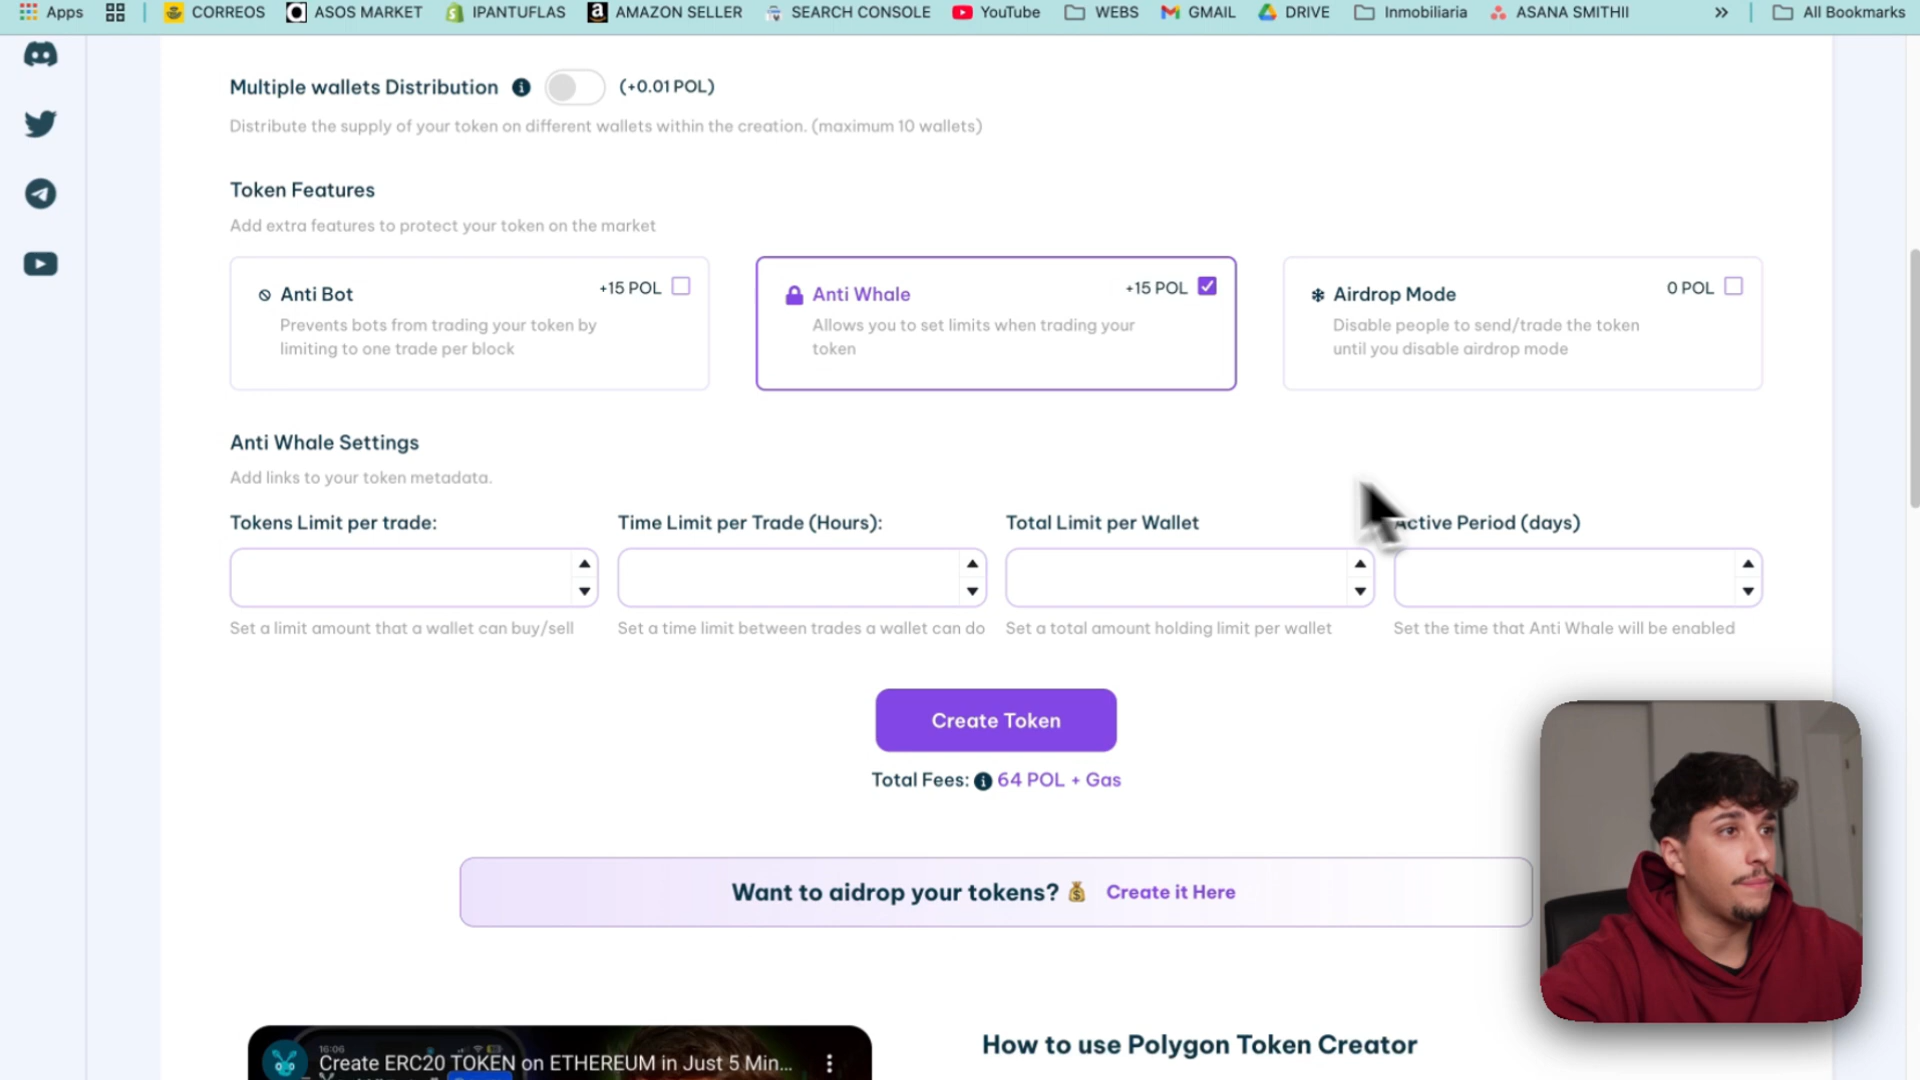 Apps CORREOS ASOS MARKET IPANTUFLAS AMAZON SELLER SEARCH CONSOLE YouTube WEBS GMAIL DRIVE Inmobiliaria ASANA SMITHII » All Bookmarks
Multiple wallets Distribution (+0.01 POL)
Distribute the supply of your token on different wallets within the creation. (maximum 10 wallets)
Token Features
Add extra features to protect your token on the market
Anti Bot +15 POL
Prevents bots from trading your token by
limiting to one trade per block
Anti Whale +15 POL
Allows you to set limits when trading your
token
Airdrop Mode 0 POL
Disable people to send/trade the token
until you disable airdrop mode
Anti Whale Settings
Add links to your token metadata.
Tokens Limit per trade: Time Limit per Trade (Hours): Total Limit per Wallet Active Period (days)
Set a limit amount that a wallet can buy/sell Set a time limit between trades a wallet can do Set a total amount holding limit per wallet Set the time that Anti Whale will be enabled
Create Token
Total Fees: 64 POL + Gas
Want to aidrop your tokens? 💰 Create it Here
16:06
Create ERC20 TOKEN on ETHEREUM in Just 5 Min...
How to use Polygon Token Creator